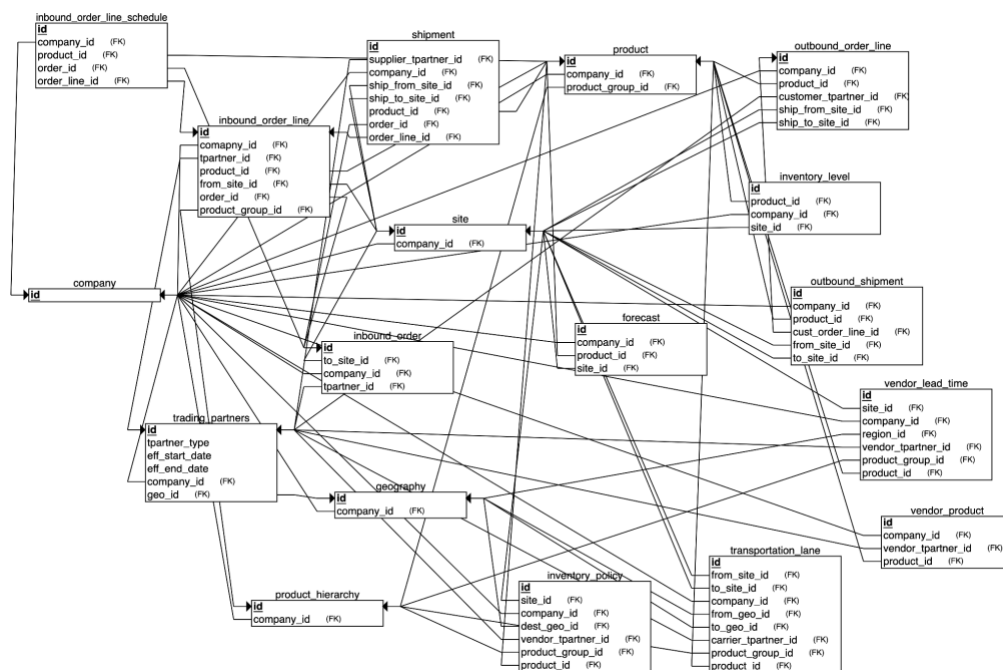 inbound_order_line_schedule
id
company_id (FK)
product_id (FK)
order_id (FK)
order_line_id (FK)
shipment
id
supplier_tpartner_id (FK)
company_id (FK)
ship_from_site_id (FK)
ship_to_site_id (FK)
product_id (FK)
order_id (FK)
order_line_id (FK)
product
id
company_id (FK)
product_group_id (FK)
outbound_order_line
id
company_id (FK)
product_id (FK)
customer_tpartner_id (FK)
ship_from_site_id (FK)
ship_to_site_id (FK)
inbound_order_line
id
comapny_id (FK)
tpartner_id (FK)
product_id (FK)
from_site_id (FK)
order_id (FK)
product_group_id (FK)
inventory_level
id
product_id (FK)
company_id (FK)
site_id (FK)
site
id
company_id (FK)
company
id
outbound_shipment
id
company_id (FK)
product_id (FK)
cust_order_line_id (FK)
from_site_id (FK)
to_site_id (FK)
forecast
id
company_id (FK)
product_id (FK)
site_id (FK)
inbound_order
id
to_site_id (FK)
company_id (FK)
tpartner_id (FK)
vendor_lead_time
id
site_id (FK)
company_id (FK)
region_id (FK)
vendor_tpartner_id (FK)
product_group_id (FK)
product_id (FK)
trading_partners
id
tpartner_type
eff_start_date
eff_end_date
company_id (FK)
geo_id (FK)
geography
id
company_id (FK)
vendor_product
id
company_id (FK)
vendor_tpartner_id (FK)
product_id (FK)
transportation_lane
id
from_site_id (FK)
to_site_id (FK)
company_id (FK)
from_geo_id (FK)
to_geo_id (FK)
carrier_tpartner_id (FK)
product_group_id (FK)
product_id (FK)
inventory_policy
id
site_id (FK)
company_id (FK)
dest_geo_id (FK)
vendor_tpartner_id (FK)
product_group_id (FK)
product_id (FK)
product_hierarchy
id
company_id (FK)